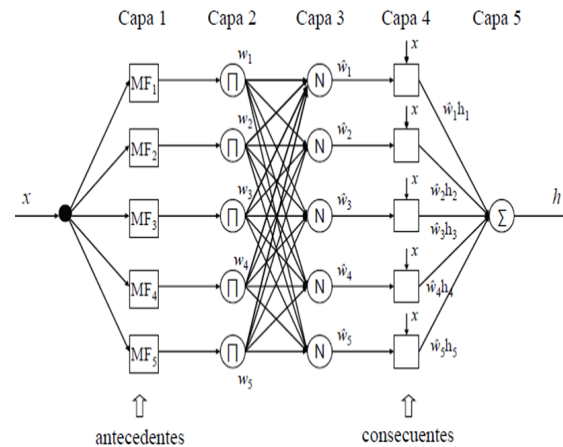 Capa 1 Capa 2 Capa 3 Capa 4 Capa 5
x
w₁ ŵ₁
MF₁ ∏ N
ŵ₁h₁
x
w₂ ŵ₂
MF₂ ∏ N
ŵ₂h₂
x
x w₃ ŵ₃ h
MF₃ ∏ N ∑
ŵ₃h₃
x
w₄ ŵ₄
MF₄ ∏ N
ŵ₄h₄
x
ŵ₅
MF₅ ∏ N
ŵ₅h₅
w₅
antecedentes consecuentes